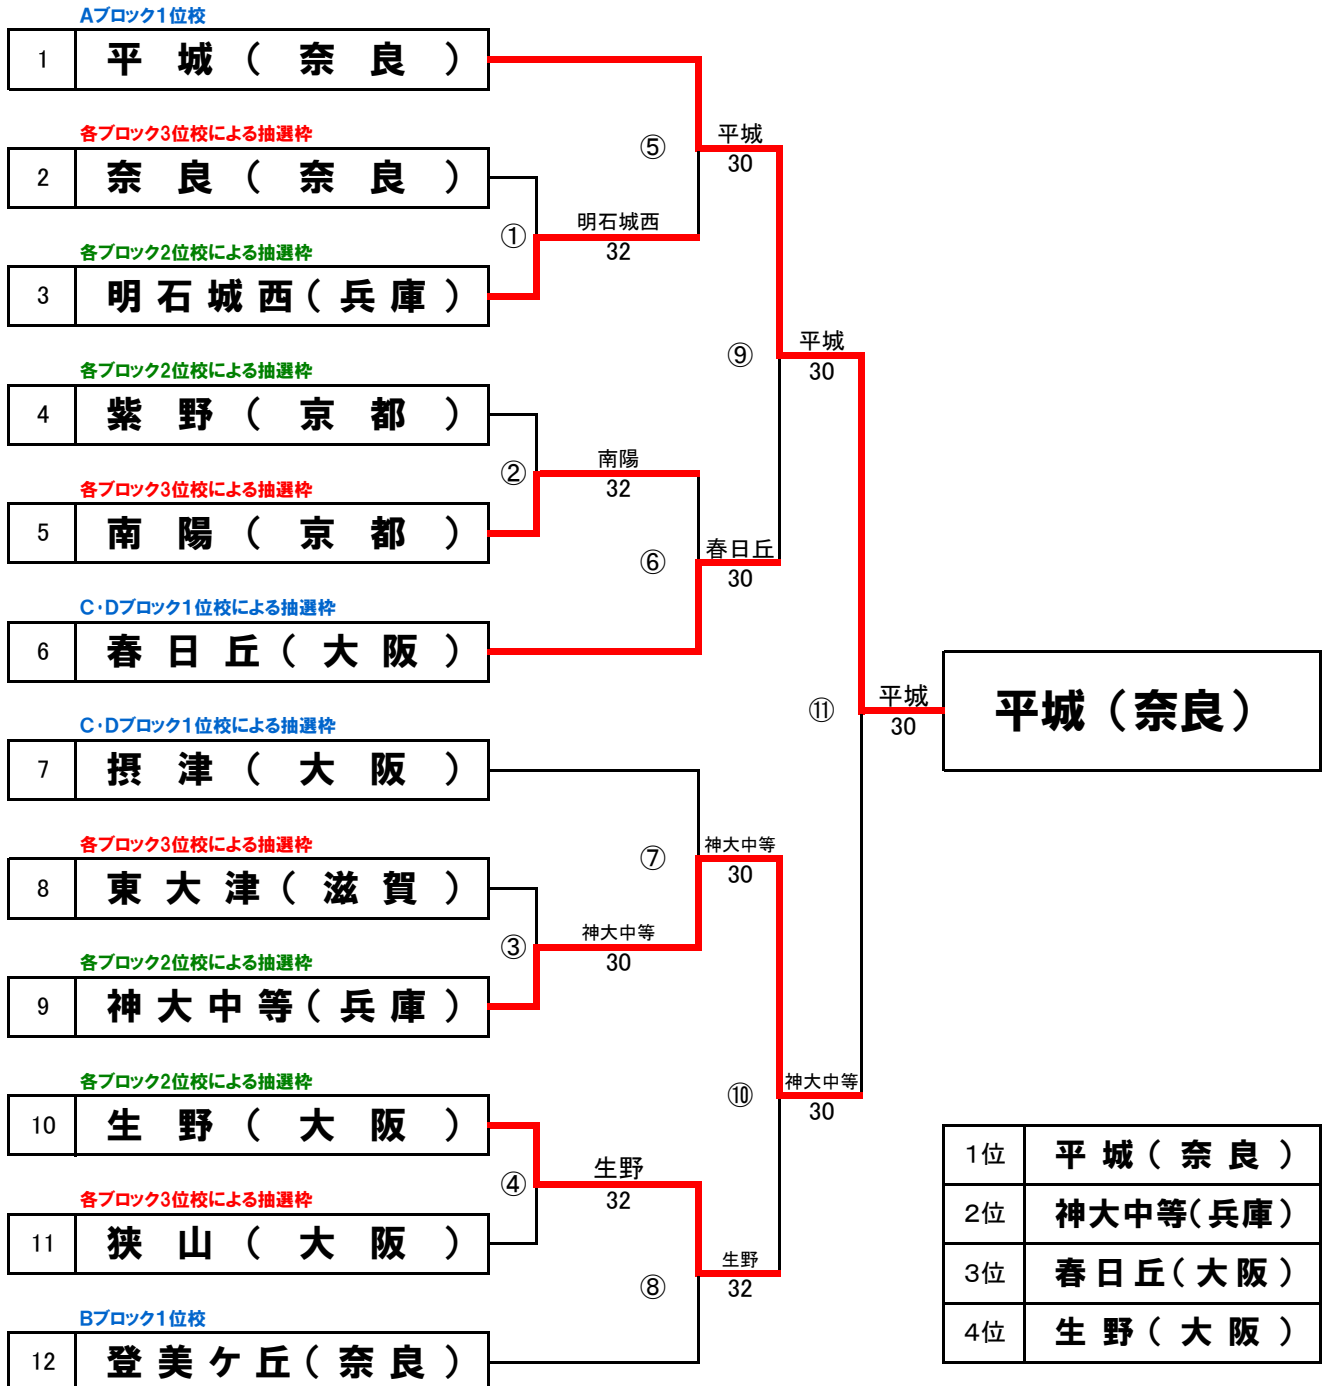 Aブロック1位校
1 平城(奈良)
各ブロック3位校による抽選枠
2 奈良(奈良)
各ブロック2位校による抽選枠
3 明石城西(兵庫)
各ブロック2位校による抽選枠
4 紫野(京都)
各ブロック3位校による抽選枠
5 南陽(京都)
C・Dブロック1位校による抽選枠
6 春日丘(大阪)
C・Dブロック1位校による抽選枠
7 摂津(大阪)
各ブロック3位校による抽選枠
8 東大津(滋賀)
各ブロック2位校による抽選枠
9 神大中等(兵庫)
各ブロック2位校による抽選枠
10 生野(大阪)
各ブロック3位校による抽選枠
11 狭山(大阪)
Bブロック1位校
12 登美ケ丘(奈良)
①
明石城西
32
②
南陽
32
③
神大中等
30
④
生野
32
⑤
平城
30
⑥
春日丘
30
⑦
神大中等
30
⑧
生野
32
⑨
平城
30
⑩
神大中等
30
⑪
平城
30
平城(奈良)
1位 平城(奈良)
2位 神大中等(兵庫)
3位 春日丘(大阪)
4位 生野(大阪)